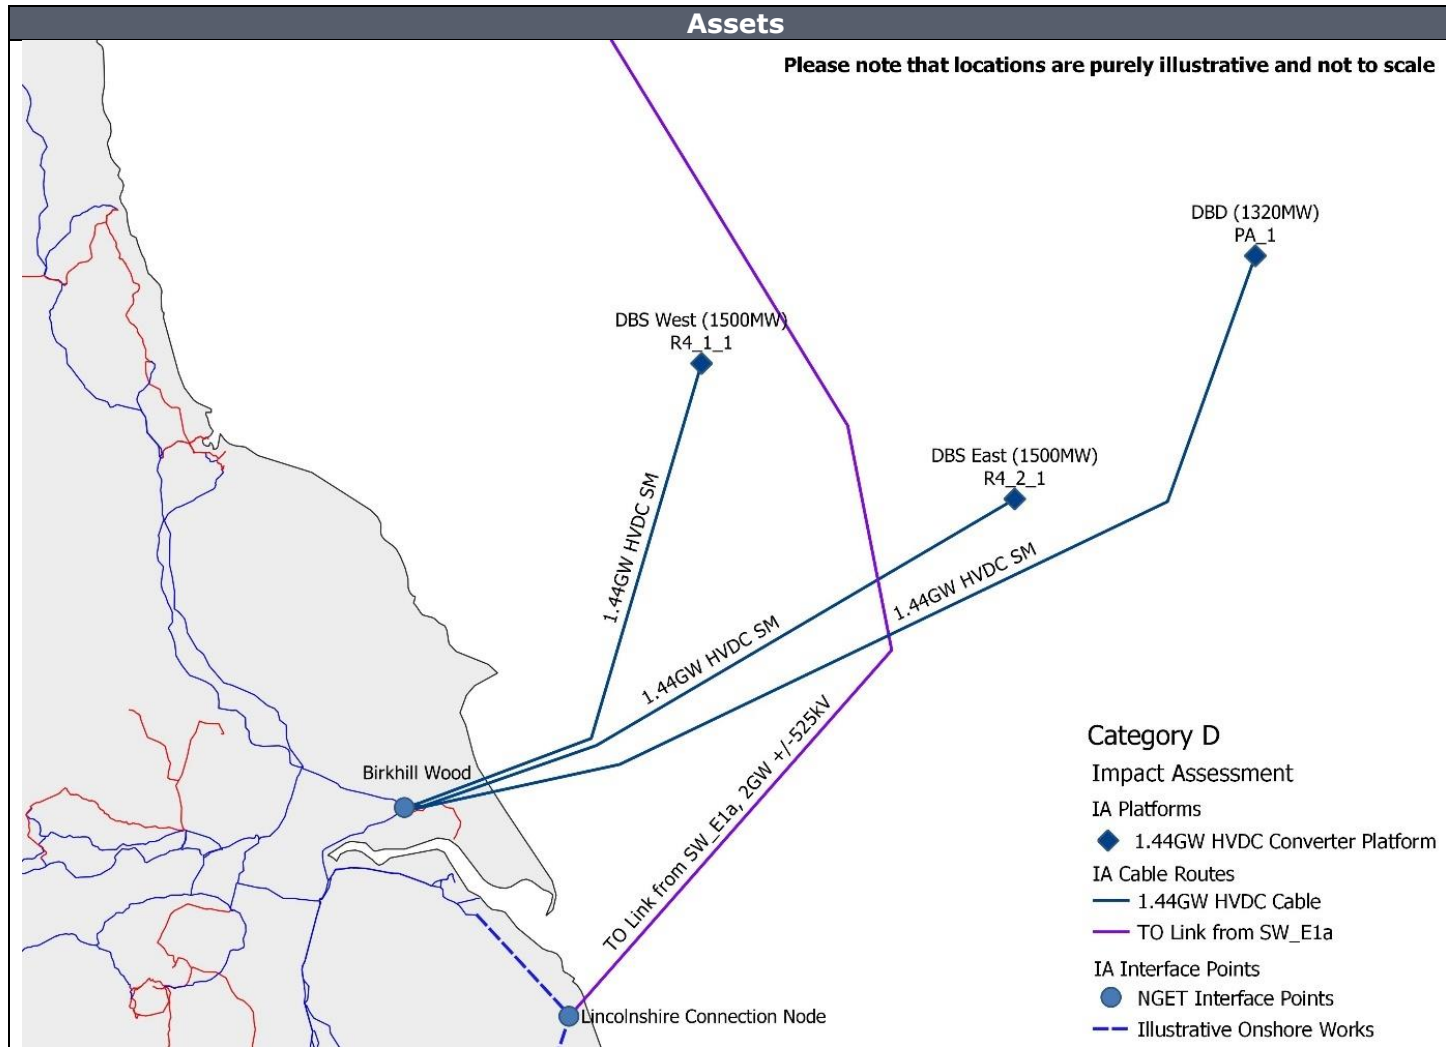 Assets
Please note that locations are purely illustrative and not to scale
DBD (1320MW)
PA_1
DBS West (1500MW)
R4_1_1
DBS East (1500MW)
R4_2_1
1.44GW HVDC SM
1.44GW HVDC SM
1.44GW HVDC SM
TO Link from SW_E1a, 2GW +/-525kV
Birkhill Wood
Lincolnshire Connection Node
Category D
Impact Assessment
IA Platforms
1.44GW HVDC Converter Platform
IA Cable Routes
1.44GW HVDC Cable
TO Link from SW_E1a
IA Interface Points
NGET Interface Points
Illustrative Onshore Works